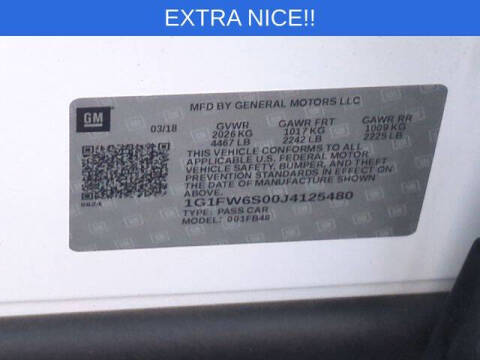 EXTRA NICE!!
MFD BY GENERAL MOTORS LLC
GM
03/18
GVWR GAWR FRT GAWR RR
2026 KG 1017 KG 1009 KG
4467 LB 2242 LB 2225 LB
THIS VEHICLE CONFORMS TO ALL
APPLICABLE U.S. FEDERAL MOTOR
VEHICLE SAFETY, BUMPER, AND THEFT
PREVENTION STANDARDS IN EFFECT ON
THE DATE OF MANUFACTURE SHOWN
ABOVE.
1G1FW6S00J4125480
TYPE: PASS CAR
MODEL: 001FB48